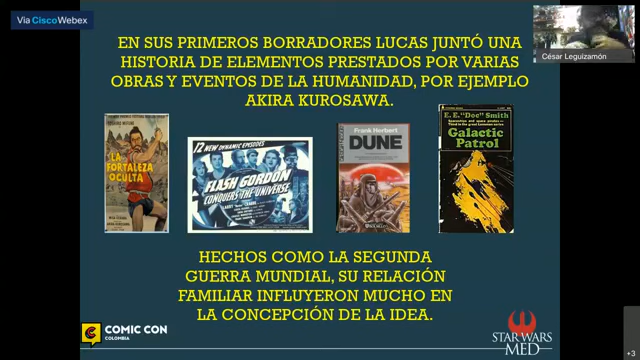 Via Cisco Webex
César Leguizamón
EN SUS PRIMEROS BORRADORES LUCAS JUNTÓ UNA
HISTORIA DE ELEMENTOS PRESTADOS POR VARIAS
OBRAS Y EVENTOS DE LA HUMANIDAD, POR EJEMPLO
AKIRA KUROSAWA.
LA
FORTALEZA
OCULTA
12 NEW DYNAMIC EPISODES
FLASH GORDON
CONQUERS THE UNIVERSE
Frank Herbert
DUNE
E. E. "Doc" Smith
Galactic
Patrol
HECHOS COMO LA SEGUNDA
GUERRA MUNDIAL, SU RELACIÓN
FAMILIAR INFLUYERON MUCHO EN
LA CONCEPCIÓN DE LA IDEA.
COMIC CON
COLOMBIA
STAR WARS
MED
+3